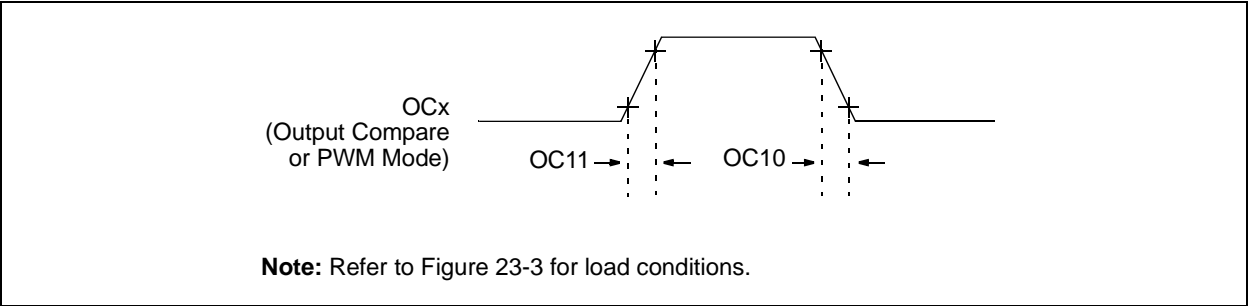 OCx
(Output Compare
or PWM Mode)
OC11
OC10
Note: Refer to Figure 23-3 for load conditions.